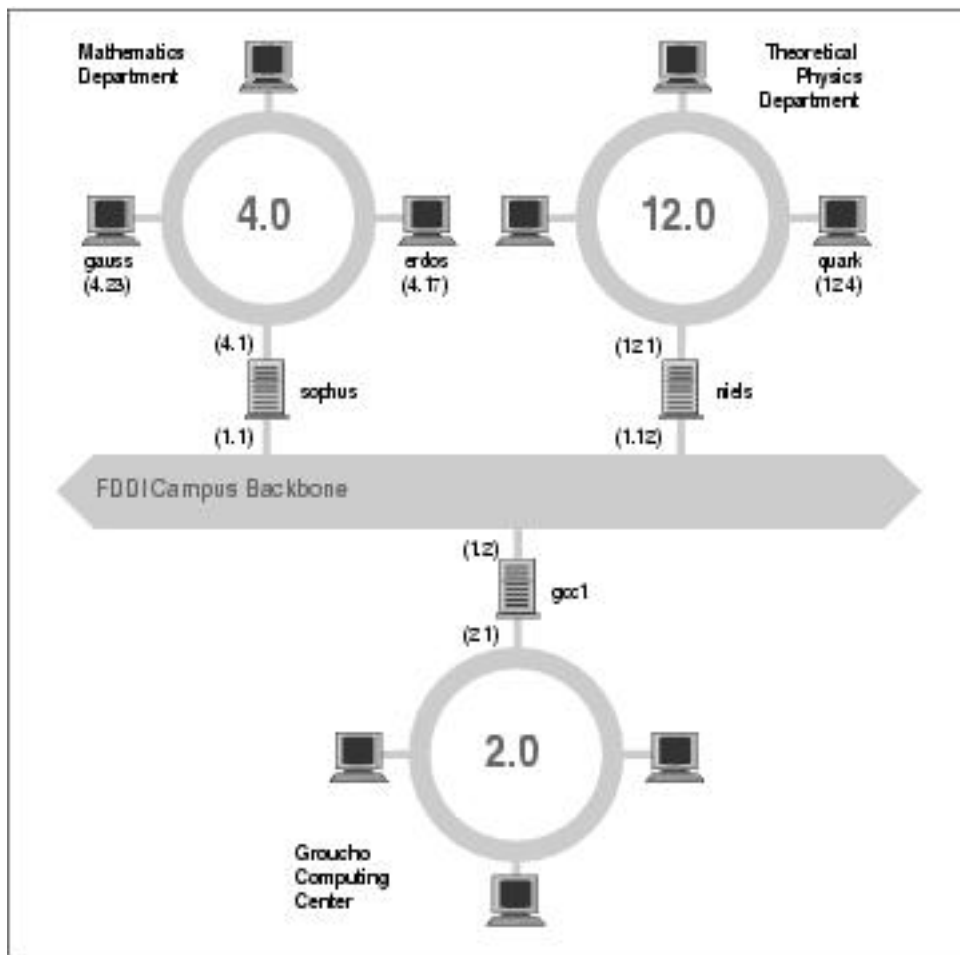 Mathematics
Department
Theoretical
Physics
Department
4.0
12.0
gauss
(4.23)
erdos
(4.17)
quark
(12.4)
(4.1)
(12.1)
sophus
niels
(1.1)
(1.12)
FDDI Campus Backbone
(1.2)
gcc1
(2.1)
2.0
Groucho
Computing
Center